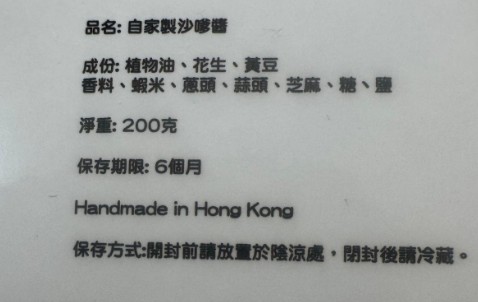 品名: 自家製沙嗲醬
成份: 植物油、花生、黃豆
香料、蝦米、蔥頭、蒜頭、芝麻、糖、鹽
淨重: 200克
保存期限: 6個月
Handmade in Hong Kong
保存方式:開封前請放置於陰涼處，閉封後請冷藏。